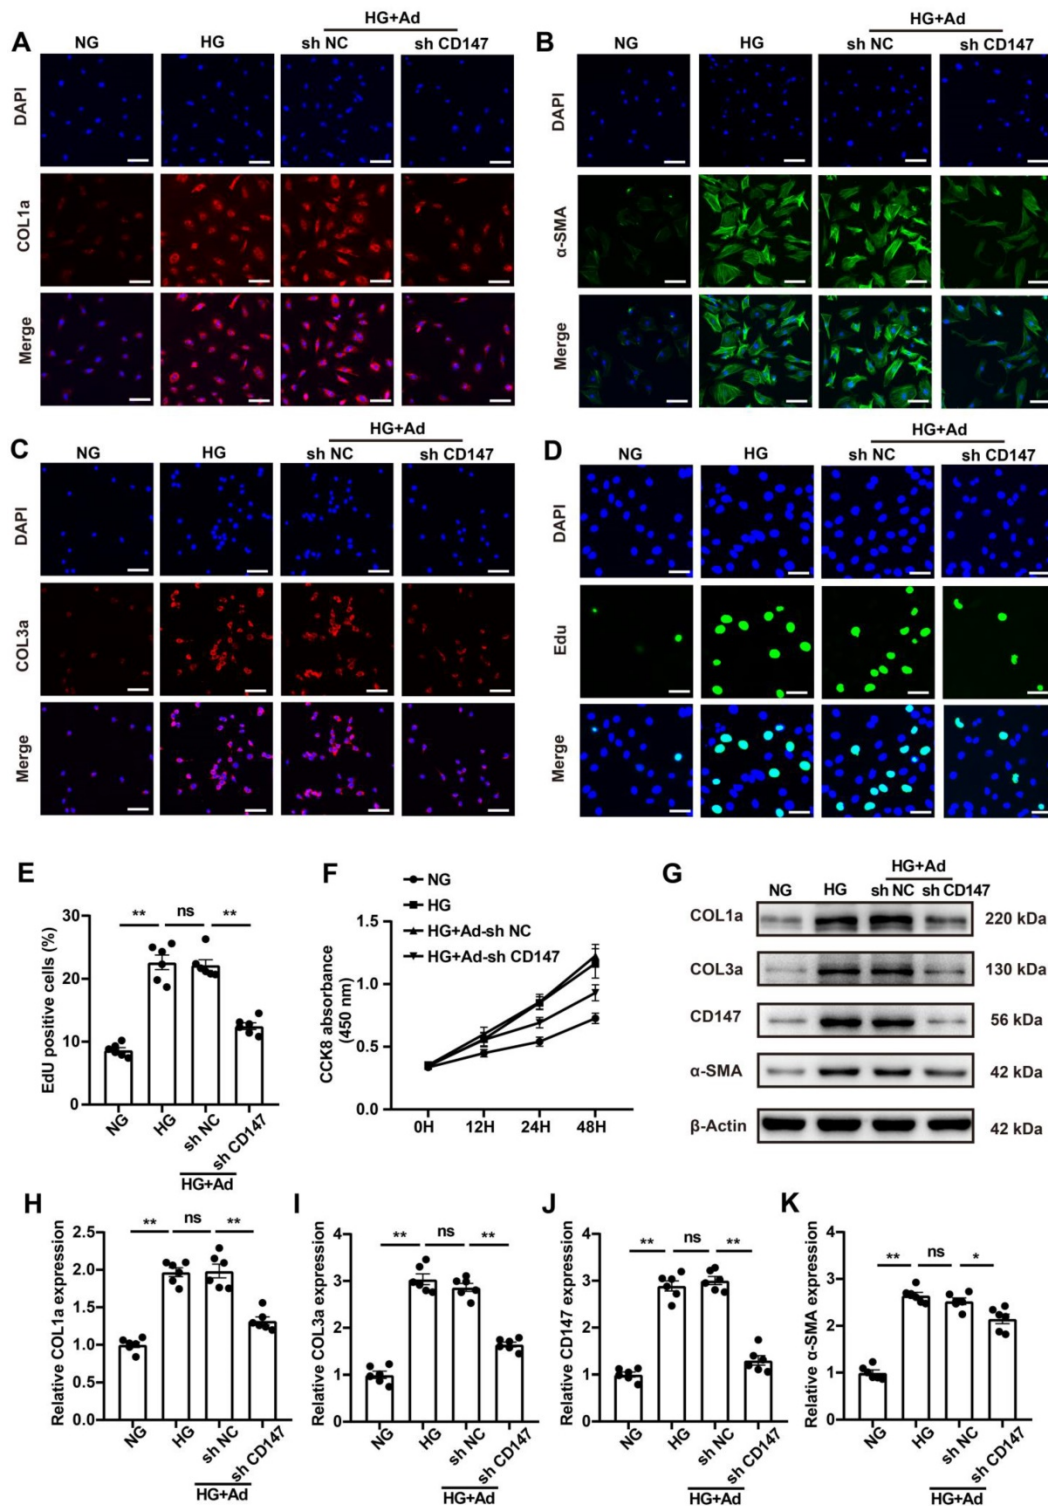 A
HG+Ad
NG HG sh NC sh CD147
DAPI
COL1a
Merge
B
HG+Ad
NG HG sh NC sh CD147
DAPI
α-SMA
Merge
C
HG+Ad
NG HG sh NC sh CD147
DAPI
COL3a
Merge
D
HG+Ad
NG HG sh NC sh CD147
DAPI
Edu
Merge
E
EdU positive cells (%)
30
20
10
0
** ns **
NG HG sh NC sh CD147
HG+Ad
F
NG
HG
HG+Ad-sh NC
HG+Ad-sh CD147
CCK8 absorbance
(450 nm)
1.5
1.0
0.5
0.0
0H 12H 24H 48H
G
HG+Ad
NG HG sh NC sh CD147
COL1a 220 kDa
COL3a 130 kDa
CD147 56 kDa
α-SMA 42 kDa
β-Actin 42 kDa
H
Relative COL1a expression
2.5
2.0
1.5
1.0
0.5
0.0
** ns **
NG HG sh NC sh CD147
HG+Ad
I
Relative COL3a expression
4
3
2
1
0
** ns **
NG HG sh NC sh CD147
HG+Ad
J
Relative CD147 expression
4
3
2
1
0
** ns **
NG HG sh NC sh CD147
HG+Ad
K
Relative α-SMA expression
4
3
2
1
0
** ns *
NG HG sh NC sh CD147
HG+Ad